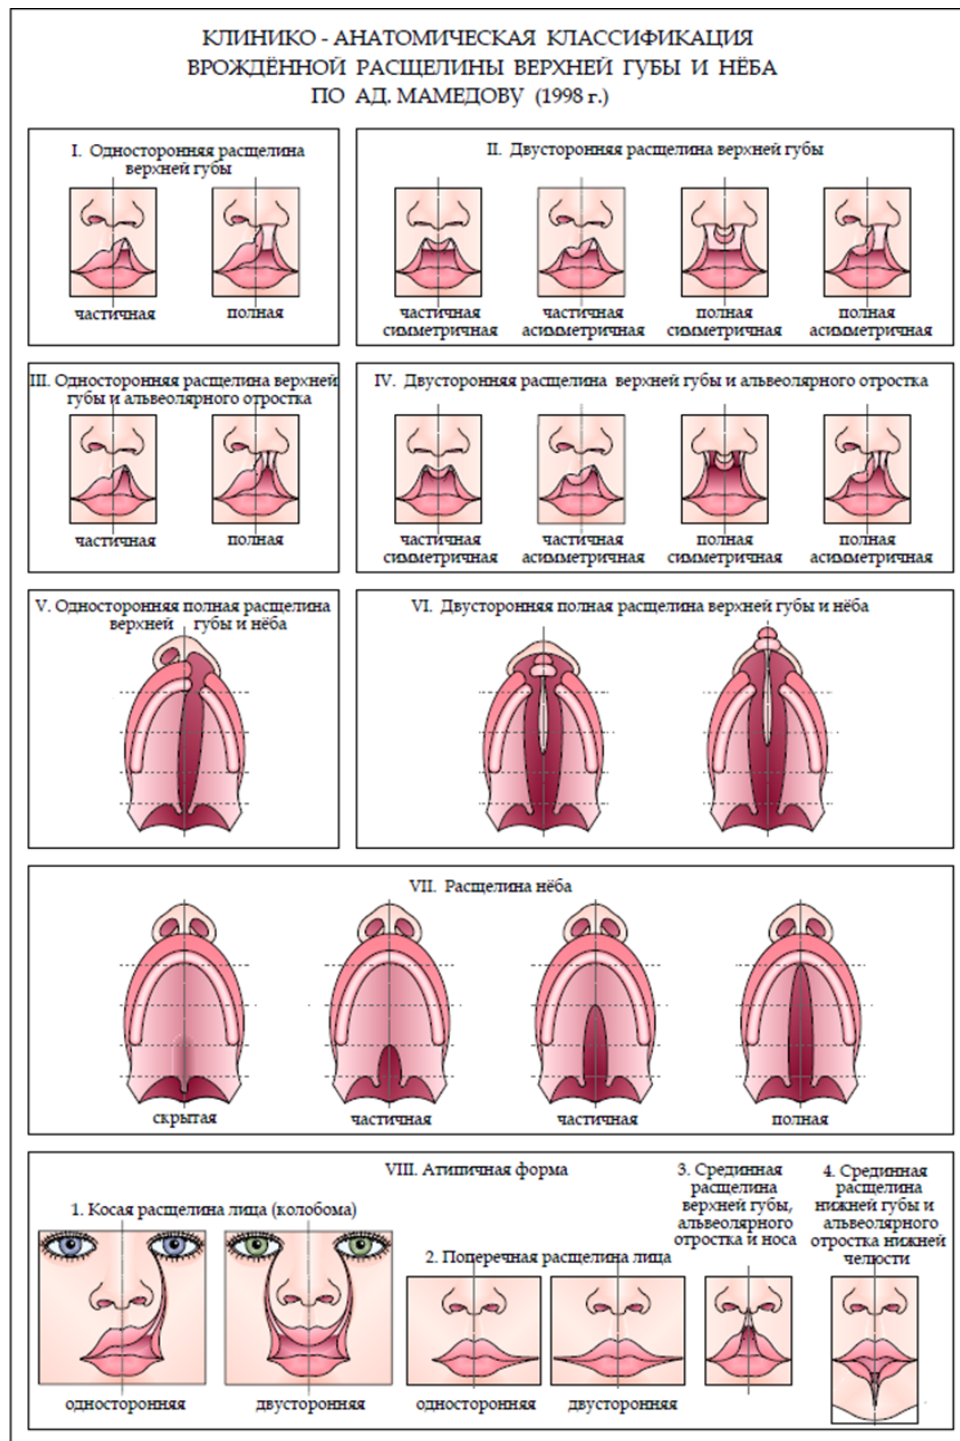 КЛИНИКО - АНАТОМИЧЕСКАЯ КЛАССИФИКАЦИЯ
ВРОЖДЁННОЙ РАСЩЕЛИНЫ ВЕРХНЕЙ ГУБЫ И НЁБА
ПО АД. МАМЕДОВУ (1998 г.)
I. Односторонняя расщелина
верхней губы
частичная
полная
II. Двусторонняя расщелина верхней губы
частичная
симметричная
частичная
асимметричная
полная
симметричная
полная
асимметричная
III. Односторонняя расщелина верхней
губы и альвеолярного отростка
частичная
полная
IV. Двусторонняя расщелина верхней губы и альвеолярного отростка
частичная
симметричная
частичная
асимметричная
полная
симметричная
полная
асимметричная
V. Односторонняя полная расщелина
верхней губы и нёба
VI. Двусторонняя полная расщелина верхней губы и нёба
VII. Расщелина нёба
скрытая
частичная
частичная
полная
VIII. Атипичная форма
1. Косая расщелина лица (колобома)
односторонняя
двусторонняя
2. Поперечная расщелина лица
односторонняя
двусторонняя
3. Срединная
расщелина
верхней губы,
альвеолярного
отростка и носа
4. Срединная
расщелина
нижней губы и
альвеолярного
отростка нижней
челюсти